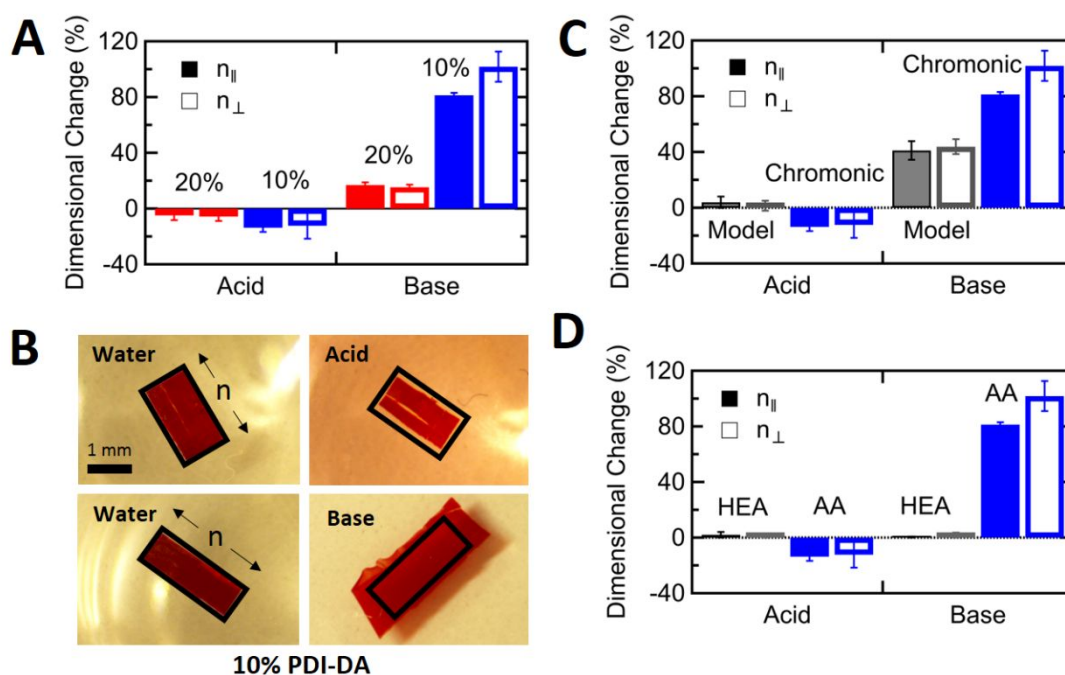 A
Dimensional Change (%)
120
80
40
0
-40
n∥
n⊥
20%
10%
20%
10%
Acid
Base
B
Water
n
1 mm
Acid
Water
n
Base
10% PDI-DA
C
Dimensional Change (%)
120
80
40
0
-40
n∥
n⊥
Chromonic
Chromonic
Model
Model
Acid
Base
D
Dimensional Change (%)
120
80
40
0
-40
n∥
n⊥
AA
HEA
AA
HEA
Acid
Base